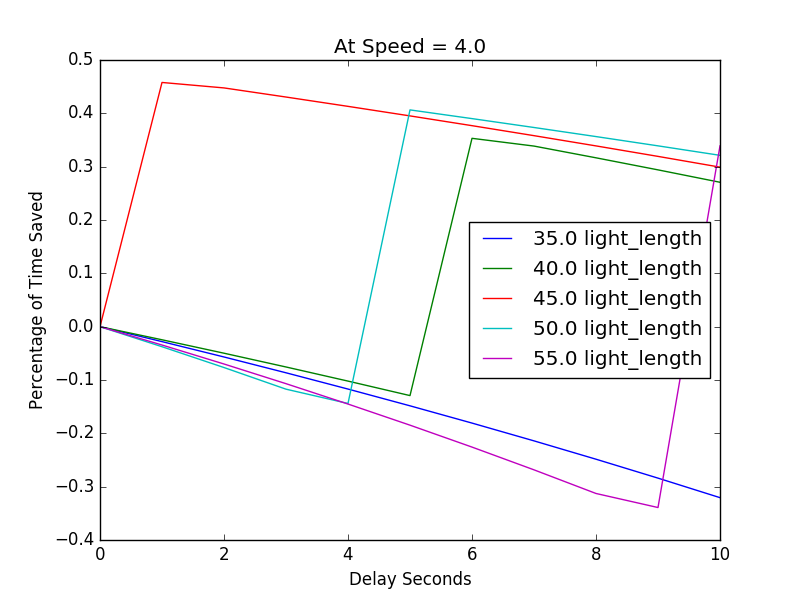 At Speed = 4.0
0.5
0.4
0.3
0.2
0.1
0.0
−0.1
−0.2
−0.3
−0.4
Percentage of Time Saved
35.0 light_length
40.0 light_length
45.0 light_length
50.0 light_length
55.0 light_length
0 2 4 6 8 10
Delay Seconds